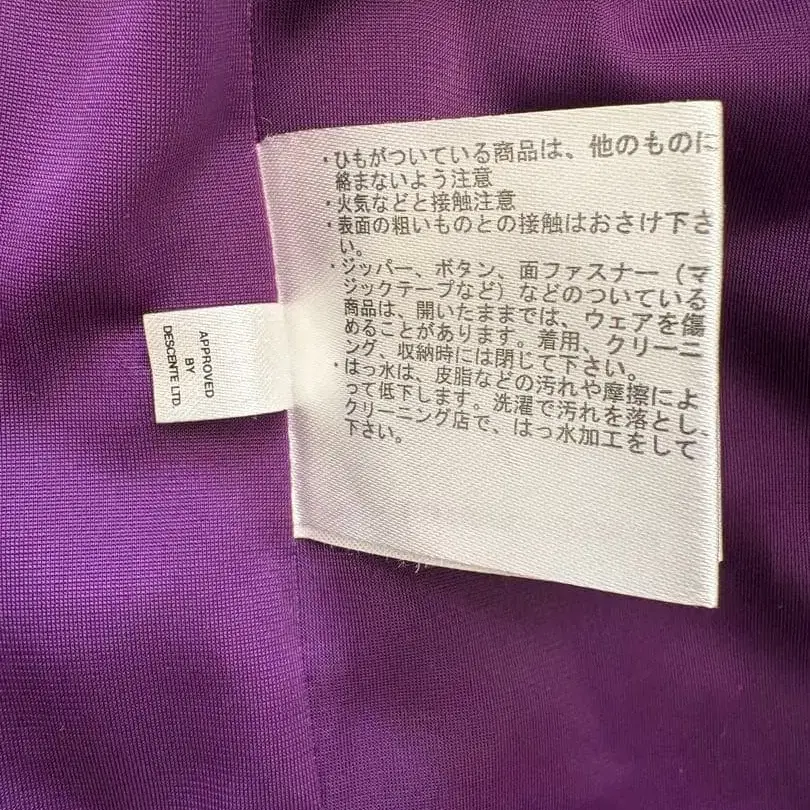 ・ひもがついている商品は、他のものに
絡まないよう注意
・火気などと接触注意
・表面の粗いものとの接触はおさけ下さ
い。
・ジッパー、ボタン、面ファスナー（マ
ジックテープなど）などのついている
商品は、開いたままでは、ウェアを傷
めることがあります。着用、クリーニ
ング、収納時には閉じて下さい。
・はっ水は、皮脂などの汚れや摩擦によ
って低下します。洗濯で汚れを落とし、
クリーニング店で、はっ水加工をして
下さい。
APPROVED
BY
DESCENTE LTD.